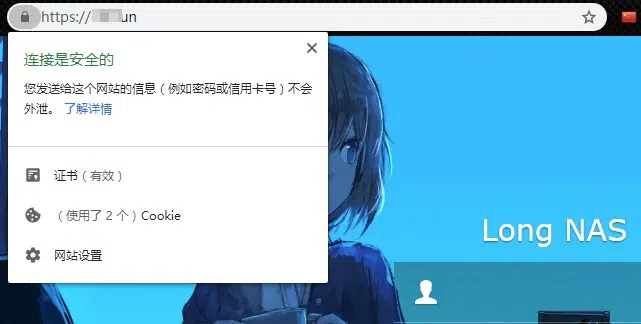 https://
un
连接是安全的
您发送给这个网站的信息（例如密码或信用卡号）不会
外泄。 了解详情
证书（有效）
（使用了 2 个）Cookie
网站设置
Long NAS